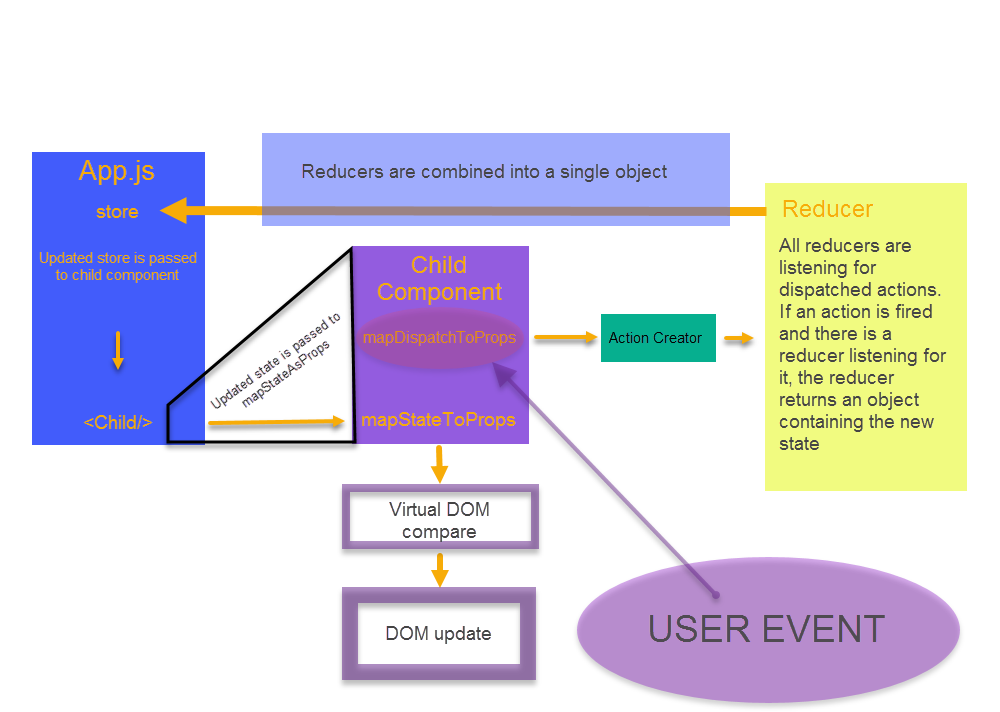 Reducers are combined into a single object
App.js
store
Updated store is passed
to child component
<Child/>
Updated state is passed to
mapStateAsProps
Child
Component
mapDispatchToProps
mapStateToProps
Action Creator
Reducer
All reducers are
listening for
dispatched actions.
If an action is fired
and there is a
reducer listening for
it, the reducer
returns an object
containing the new
state
Virtual DOM
compare
DOM update
USER EVENT